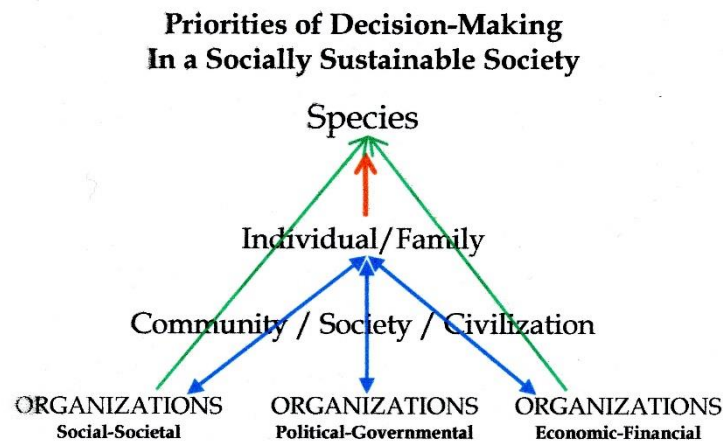 Priorities of Decision-Making
In a Socially Sustainable Society
Species
Individual/Family
Community / Society / Civilization
ORGANIZATIONS ORGANIZATIONS ORGANIZATIONS
Social-Societal Political-Governmental Economic-Financial